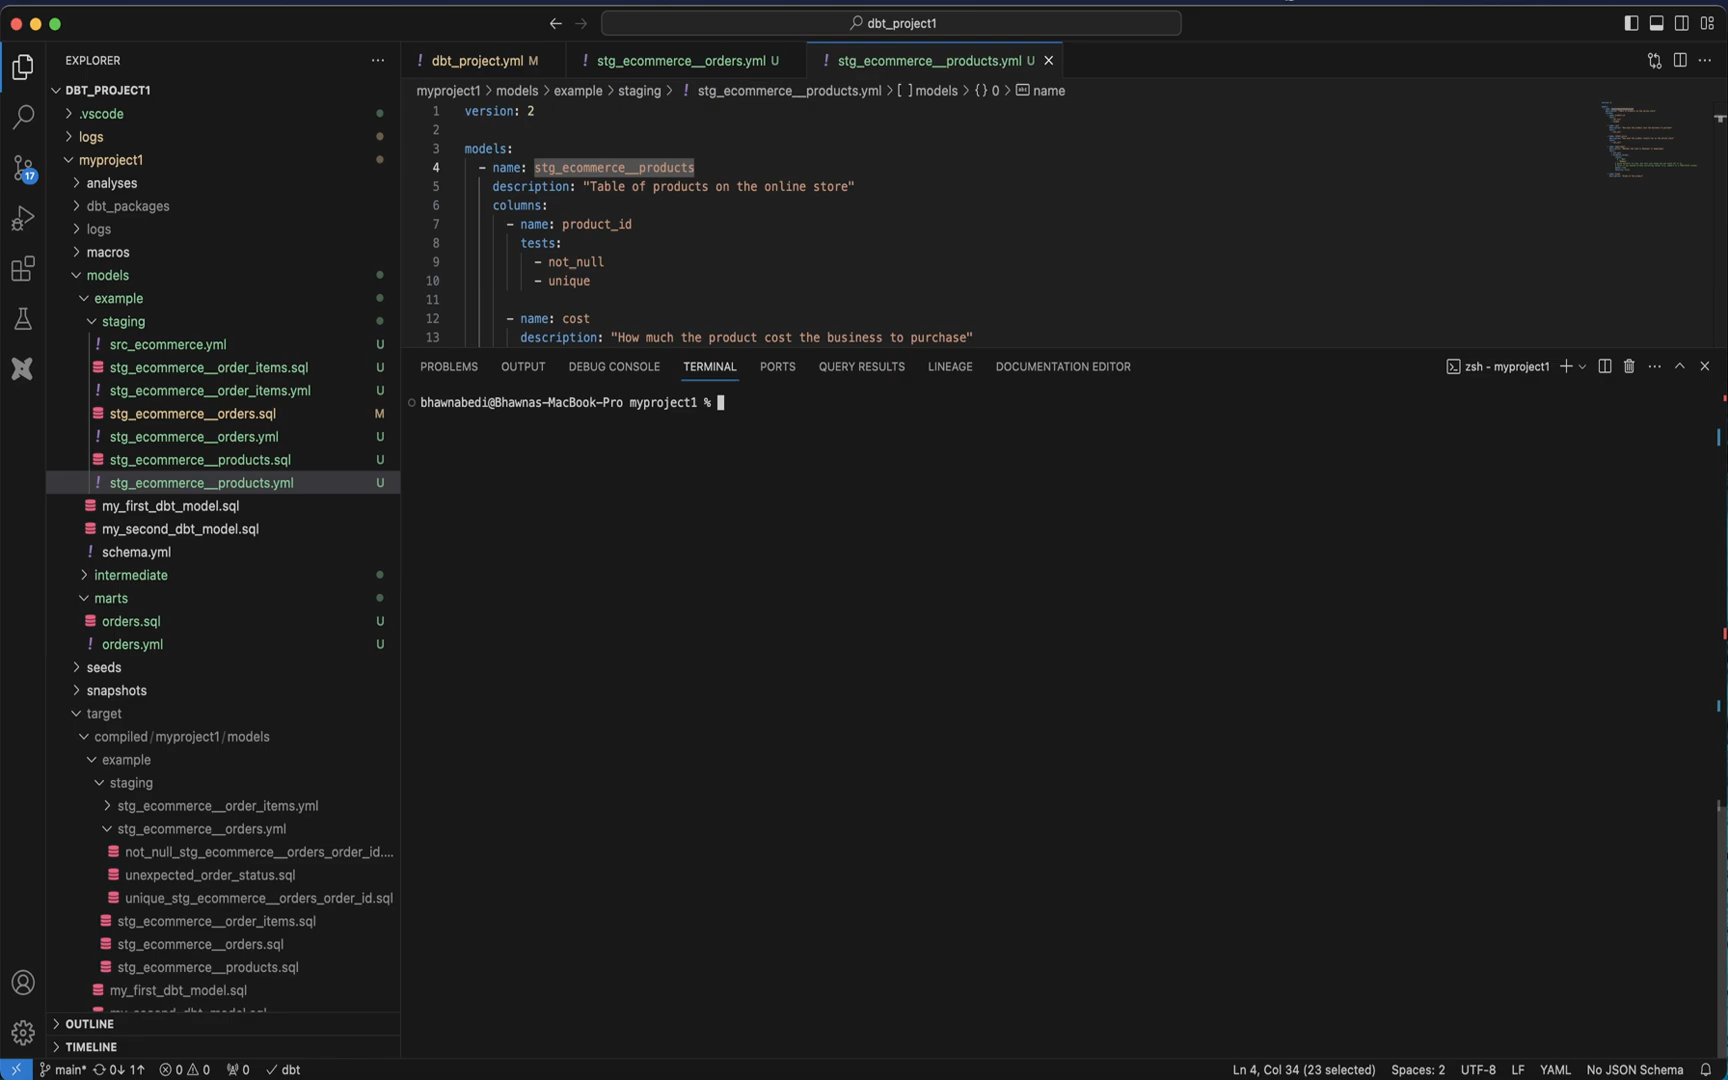 dbt_project1
EXPLORER
DBT_PROJECT1
.vscode
logs
myproject1
analyses
dbt_packages
logs
macros
models
example
staging
src_ecommerce.yml U
stg_ecommerce__order_items.sql U
stg_ecommerce__order_items.yml U
stg_ecommerce__orders.sql M
stg_ecommerce__orders.yml U
stg_ecommerce__products.sql U
stg_ecommerce__products.yml U
my_first_dbt_model.sql
my_second_dbt_model.sql
schema.yml
intermediate
marts
orders.sql U
orders.yml U
seeds
snapshots
target
compiled/myproject1/models
example
staging
stg_ecommerce__order_items.yml
stg_ecommerce__orders.yml
not_null_stg_ecommerce__orders_order_id....
unexpected_order_status.sql
unique_stg_ecommerce__orders_order_id.sql
stg_ecommerce__order_items.sql
stg_ecommerce__orders.sql
stg_ecommerce__products.sql
my_first_dbt_model.sql
OUTLINE
TIMELINE
17
! dbt_project.yml M ! stg_ecommerce__orders.yml U ! stg_ecommerce__products.yml U
myproject1 > models > example > staging > ! stg_ecommerce__products.yml > [ ] models > { } 0 > abc name
1 version: 2
2
3 models:
4 - name: stg_ecommerce__products
5 description: "Table of products on the online store"
6 columns:
7 - name: product_id
8 tests:
9 - not_null
10 - unique
11
12 - name: cost
13 description: "How much the product cost the business to purchase"
PROBLEMS OUTPUT DEBUG CONSOLE TERMINAL PORTS QUERY RESULTS LINEAGE DOCUMENTATION EDITOR
zsh - myproject1
bhawnabedi@Bhawnas-MacBook-Pro myproject1 %
main* 0↓ 1↑ 0 0 0 dbt
Ln 4, Col 34 (23 selected) Spaces: 2 UTF-8 LF YAML No JSON Schema